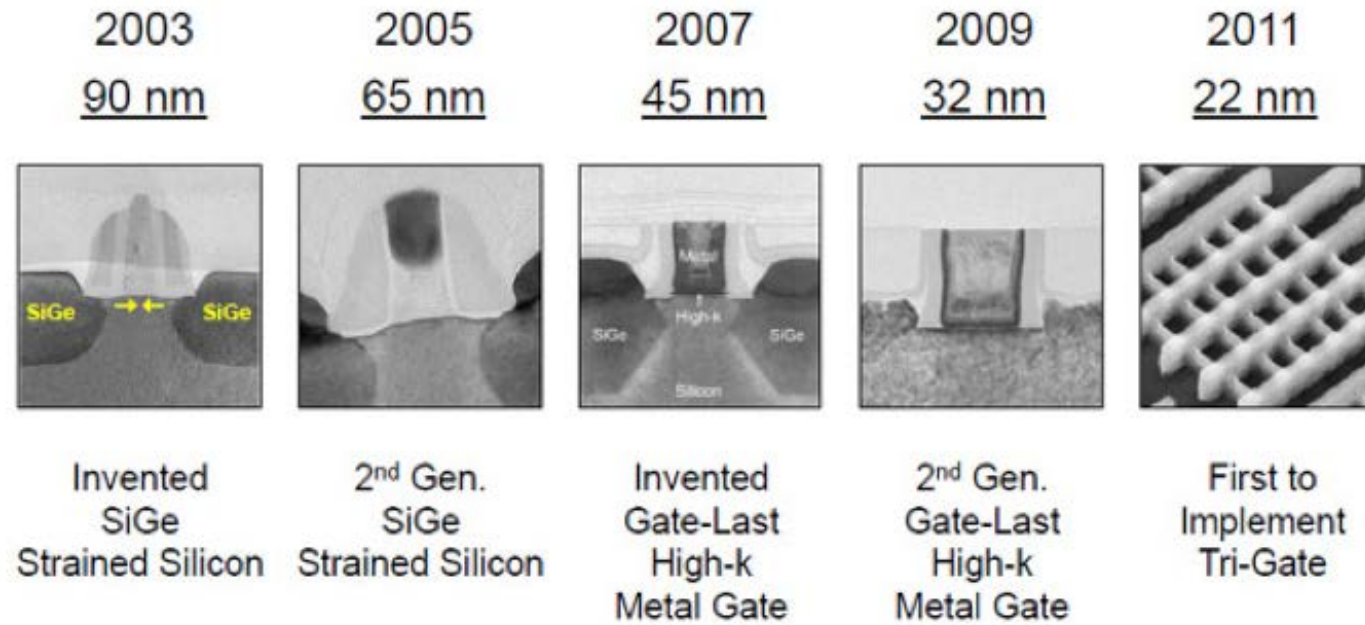 2003
90 nm
2005
65 nm
2007
45 nm
2009
32 nm
2011
22 nm
SiGe
SiGe
Metal
High-k
SiGe
SiGe
Silicon
Invented
SiGe
Strained Silicon
2nd Gen.
SiGe
Strained Silicon
Invented
Gate-Last
High-k
Metal Gate
2nd Gen.
Gate-Last
High-k
Metal Gate
First to
Implement
Tri-Gate